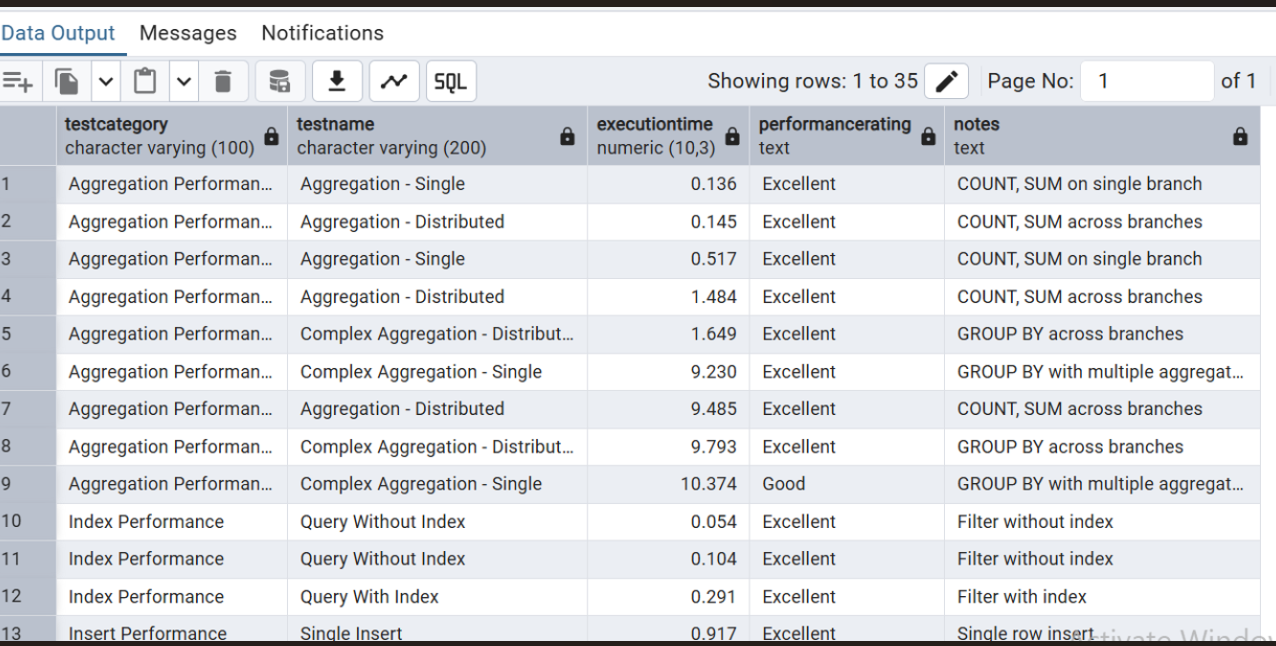 Data Output Messages Notifications
SQL Showing rows: 1 to 35 Page No: 1 of 1
testcategory testname executiontime performancerating notes
character varying (100) character varying (200) numeric (10,3) text text
1 Aggregation Performan... Aggregation - Single 0.136 Excellent COUNT, SUM on single branch
2 Aggregation Performan... Aggregation - Distributed 0.145 Excellent COUNT, SUM across branches
3 Aggregation Performan... Aggregation - Single 0.517 Excellent COUNT, SUM on single branch
4 Aggregation Performan... Aggregation - Distributed 1.484 Excellent COUNT, SUM across branches
5 Aggregation Performan... Complex Aggregation - Distribut... 1.649 Excellent GROUP BY across branches
6 Aggregation Performan... Complex Aggregation - Single 9.230 Excellent GROUP BY with multiple aggregat...
7 Aggregation Performan... Aggregation - Distributed 9.485 Excellent COUNT, SUM across branches
8 Aggregation Performan... Complex Aggregation - Distribut... 9.793 Excellent GROUP BY across branches
9 Aggregation Performan... Complex Aggregation - Single 10.374 Good GROUP BY with multiple aggregat...
10 Index Performance Query Without Index 0.054 Excellent Filter without index
11 Index Performance Query Without Index 0.104 Excellent Filter without index
12 Index Performance Query With Index 0.291 Excellent Filter with index
13 Insert Performance Single Insert 0.917 Excellent Single row insert